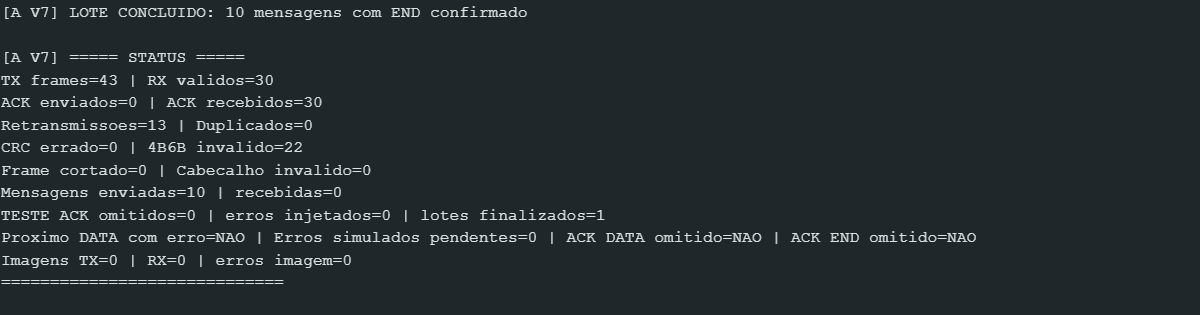 [A V7] LOTE CONCLUIDO: 10 mensagens com END confirmado
[A V7] ===== STATUS =====
TX frames=43 | RX validos=30
ACK enviados=0 | ACK recebidos=30
Retransmissoes=13 | Duplicados=0
CRC errado=0 | 4B6B invalido=22
Frame cortado=0 | Cabecalho invalido=0
Mensagens enviadas=10 | recebidas=0
TESTE ACK omitidos=0 | erros injetados=0 | lotes finalizados=1
Proximo DATA com erro=NAO | Erros simulados pendentes=0 | ACK DATA omitido=NAO | ACK END omitido=NAO
Imagens TX=0 | RX=0 | erros imagem=0
=============================